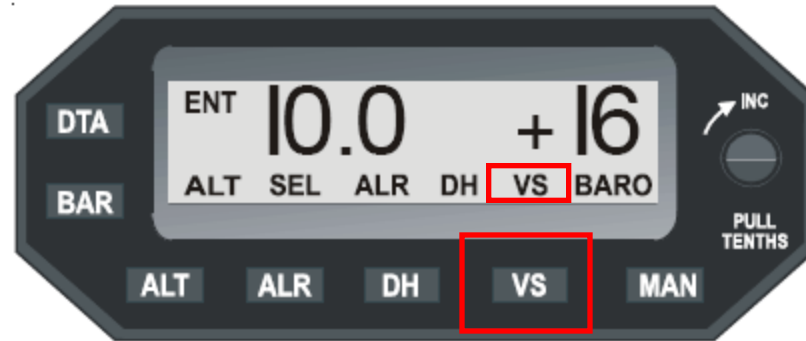 DTA
BAR
ENT 10.0 +16
ALT SEL ALR DH VS BARO
INC
PULL
TENTHS
ALT ALR DH VS MAN